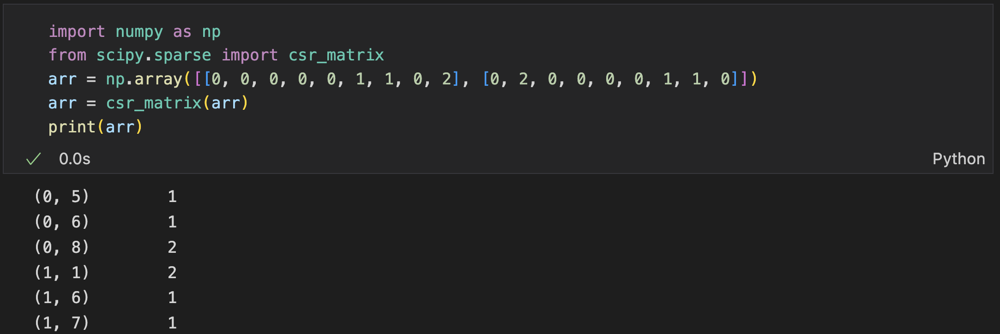 import numpy as np
from scipy.sparse import csr_matrix
arr = np.array([[0, 0, 0, 0, 0, 1, 1, 0, 2], [0, 2, 0, 0, 0, 0, 1, 1, 0]])
arr = csr_matrix(arr)
print(arr)
0.0s Python
(0, 5) 1
(0, 6) 1
(0, 8) 2
(1, 1) 2
(1, 6) 1
(1, 7) 1